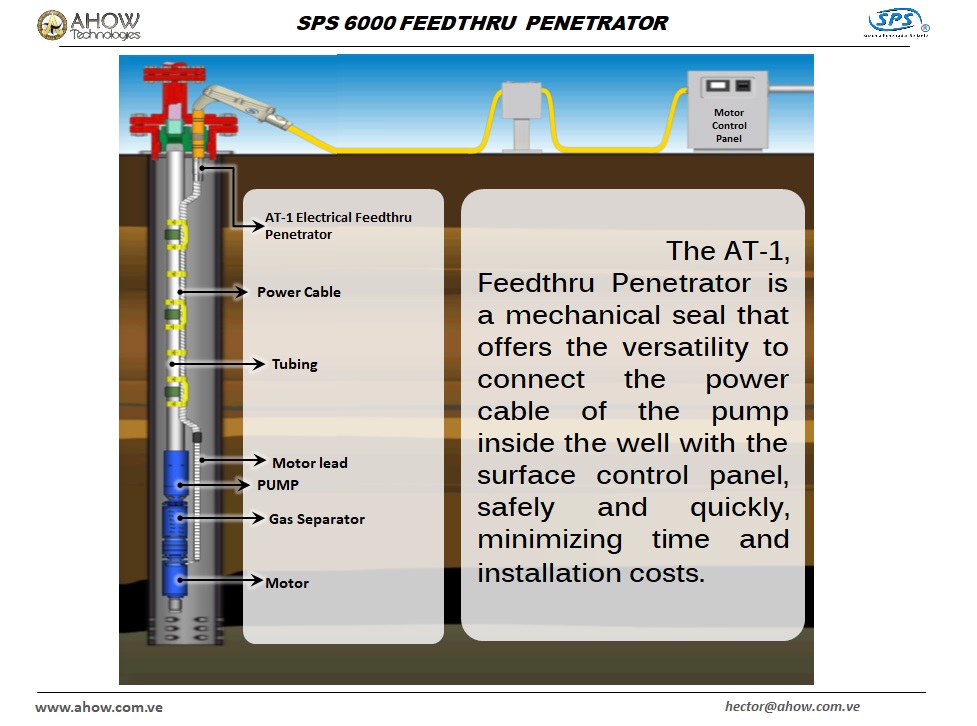 AHOW
Technologies
SPS 6000 FEEDTHRU PENETRATOR
SPS
®
Motor
Control
Panel
AT-1 Electrical Feedthru
Penetrator
Power Cable
Tubing
Motor lead
PUMP
Gas Separator
Motor
The AT-1,
Feedthru Penetrator is
a mechanical seal that
offers the versatility to
connect the power
cable of the pump
inside the well with the
surface control panel,
safely and quickly,
minimizing time and
installation costs.
www.ahow.com.ve
hector@ahow.com.ve